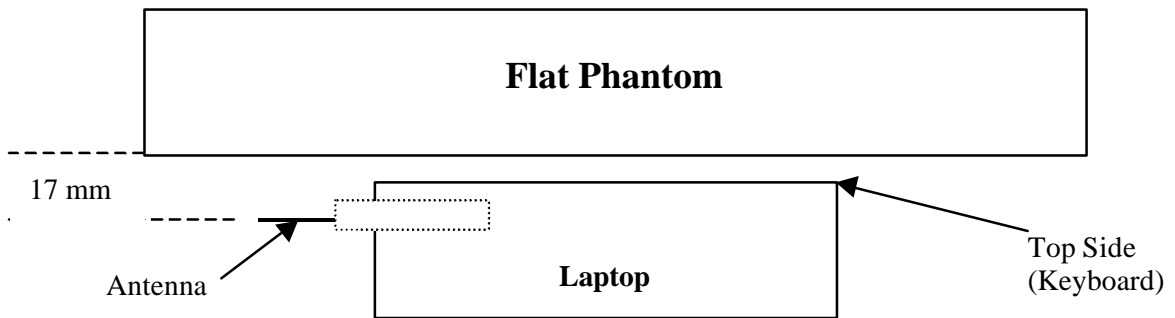 Flat Phantom
17 mm
Antenna
Laptop
Top Side
(Keyboard)